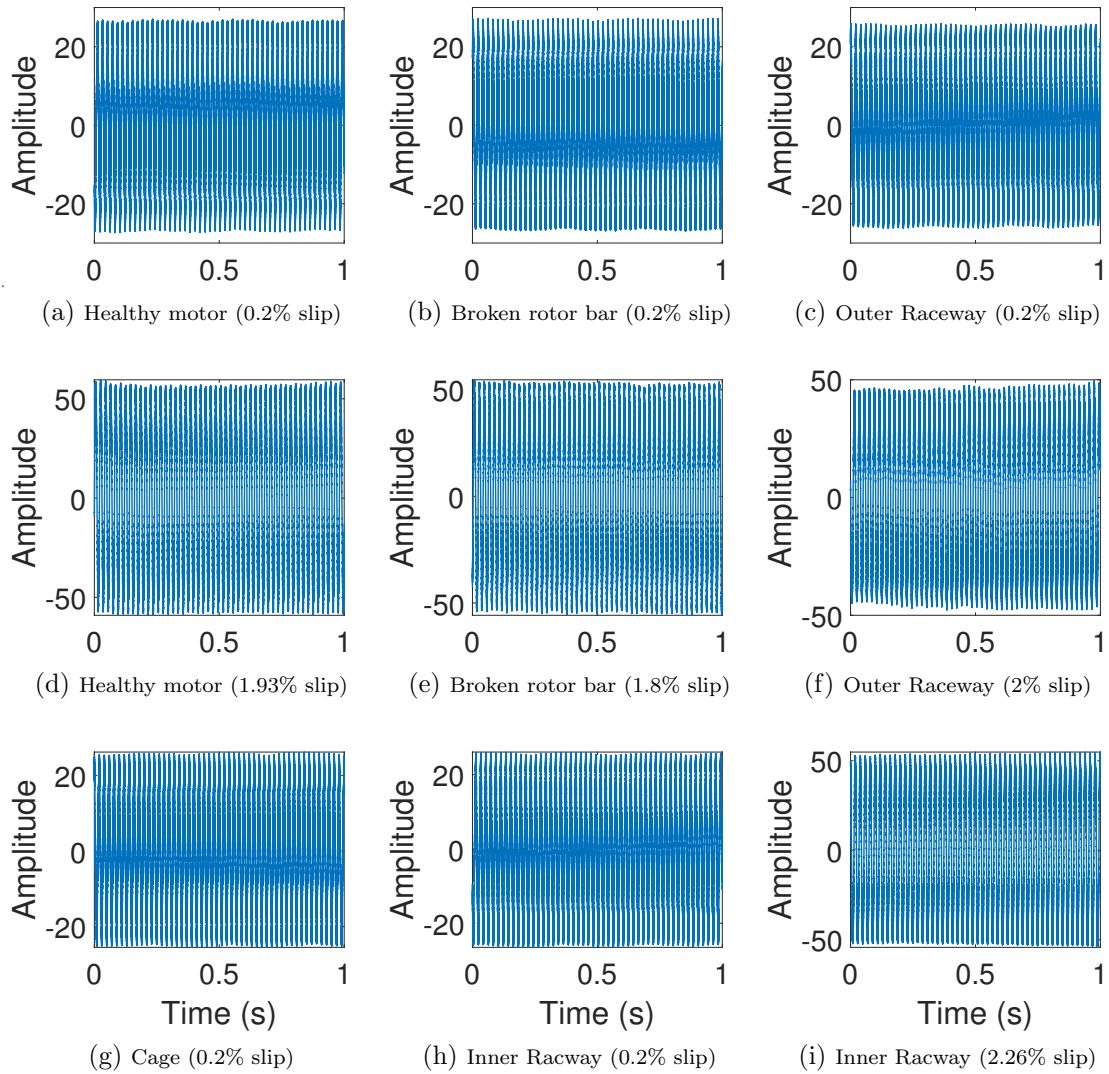 20
0
-20
Amplitude
0 0.5 1
(a) Healthy motor (0.2% slip)
20
0
-20
Amplitude
0 0.5 1
(b) Broken rotor bar (0.2% slip)
20
0
-20
Amplitude
0 0.5 1
(c) Outer Raceway (0.2% slip)
50
0
-50
Amplitude
0 0.5 1
(d) Healthy motor (1.93% slip)
50
0
-50
Amplitude
0 0.5 1
(e) Broken rotor bar (1.8% slip)
50
0
-50
Amplitude
0 0.5 1
(f) Outer Raceway (2% slip)
20
0
-20
Amplitude
0 0.5 1
Time (s)
(g) Cage (0.2% slip)
20
0
-20
Amplitude
0 0.5 1
Time (s)
(h) Inner Racway (0.2% slip)
50
0
-50
Amplitude
0 0.5 1
Time (s)
(i) Inner Racway (2.26% slip)